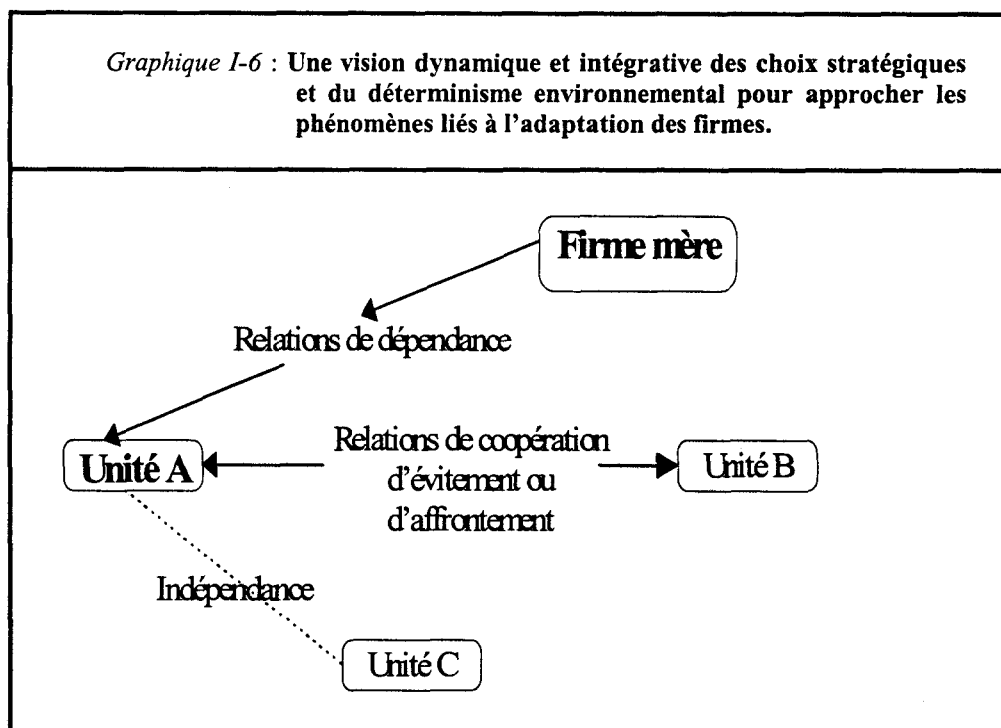 Graphique I-6 : Une vision dynamique et intégrative des choix stratégiques
et du déterminisme environnemental pour approcher les
phénomènes liés à l'adaptation des firmes.
Firme mère
Relations de dépendance
Unité A
Relations de coopération
d'évitement ou
d'affrontement
Unité B
Indépendance
Unité C